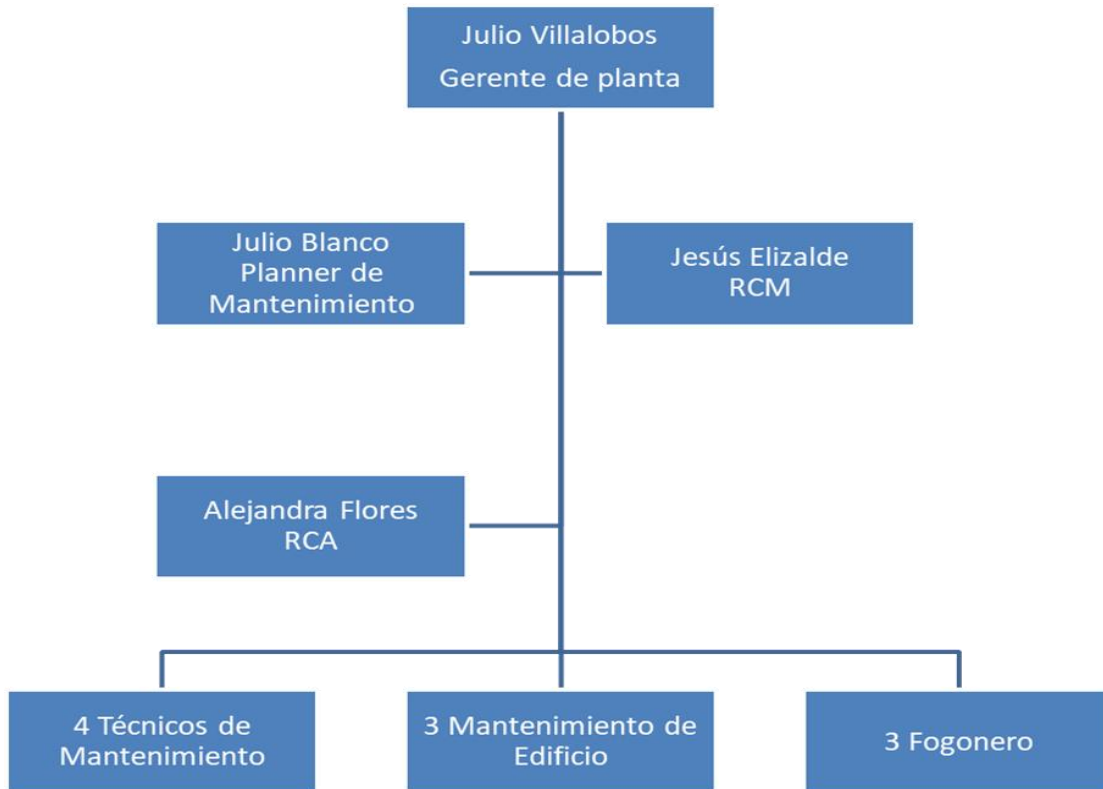 Julio Villalobos
Gerente de planta
Julio Blanco
Planner de
Mantenimiento
Jesús Elizalde
RCM
Alejandra Flores
RCA
4 Técnicos de
Mantenimiento
3 Mantenimiento de
Edificio
3 Fogonero